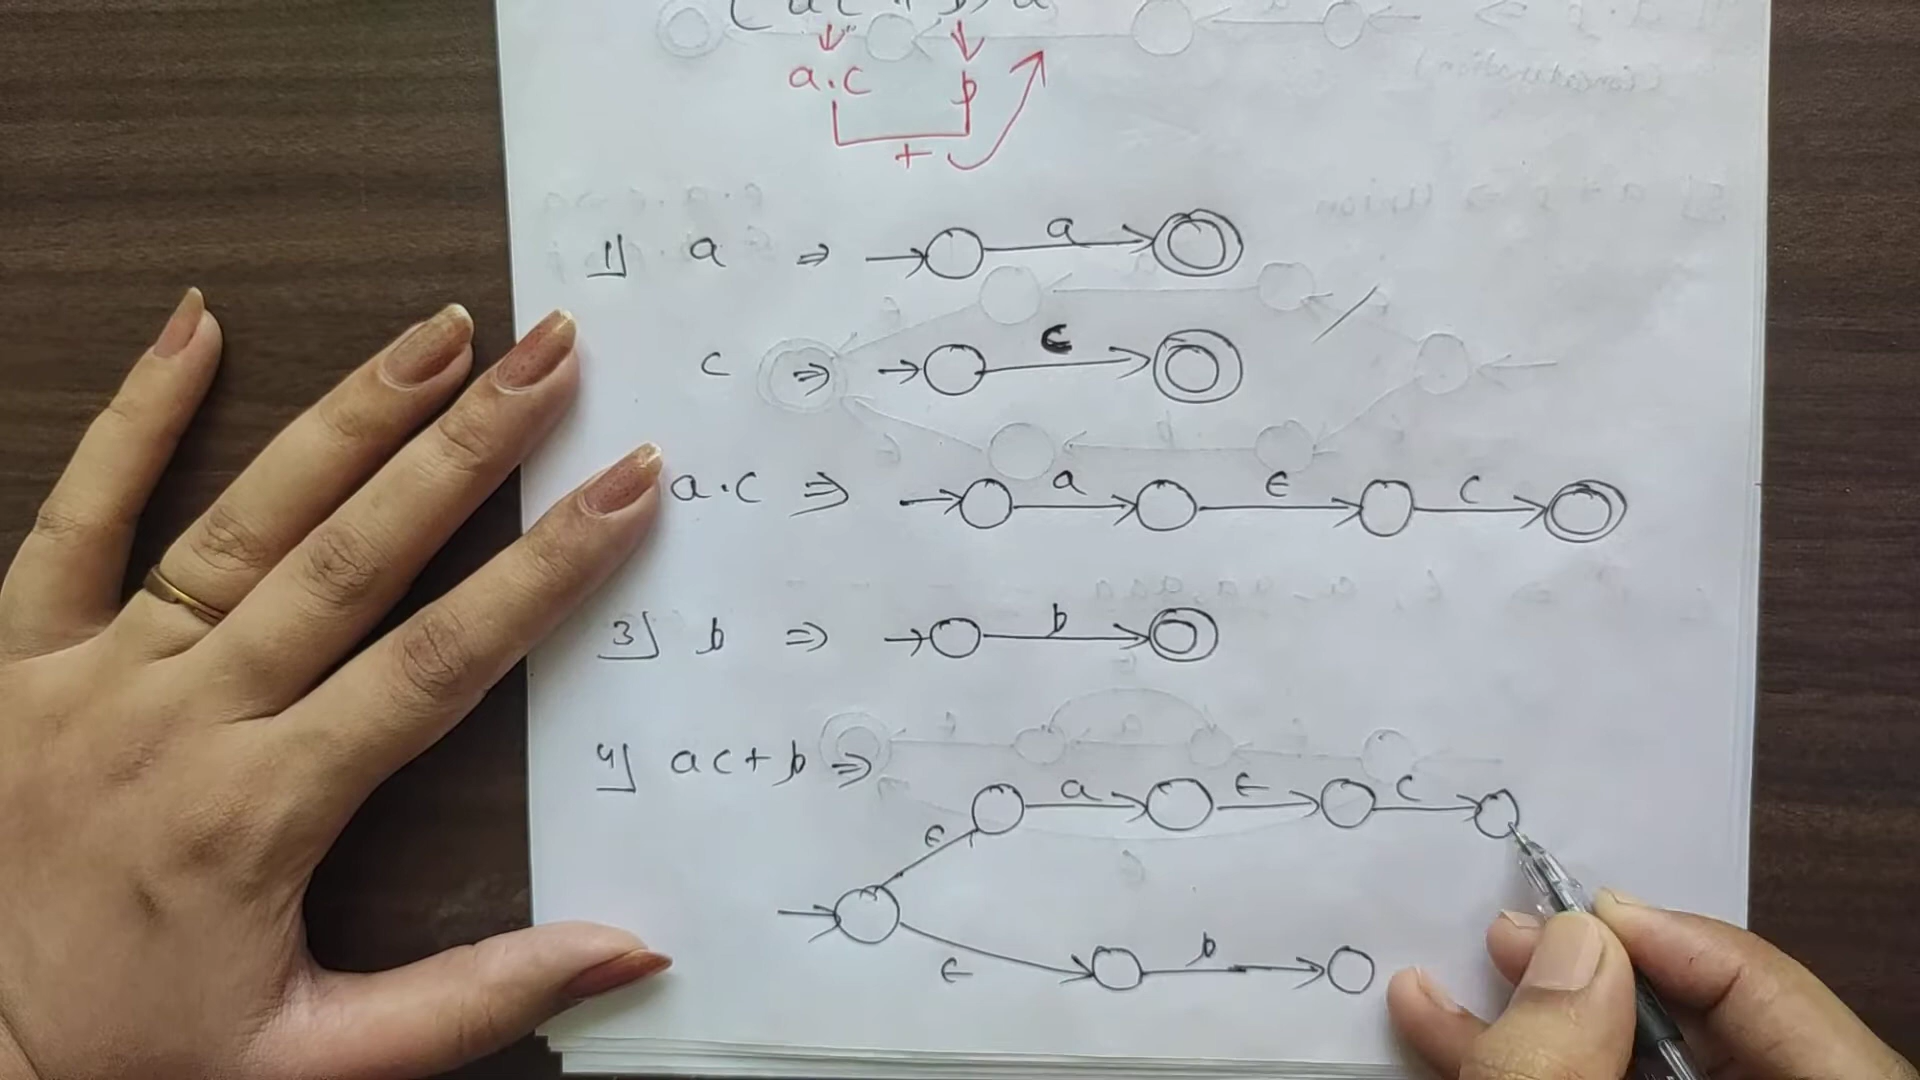 a.c b
+
1) a ⇒ → a
c ⇒ → c
a.c ⇒ → a ϵ c
3) b ⇒ → b
4) ac + b ⇒
a ϵ c
ϵ
ϵ b